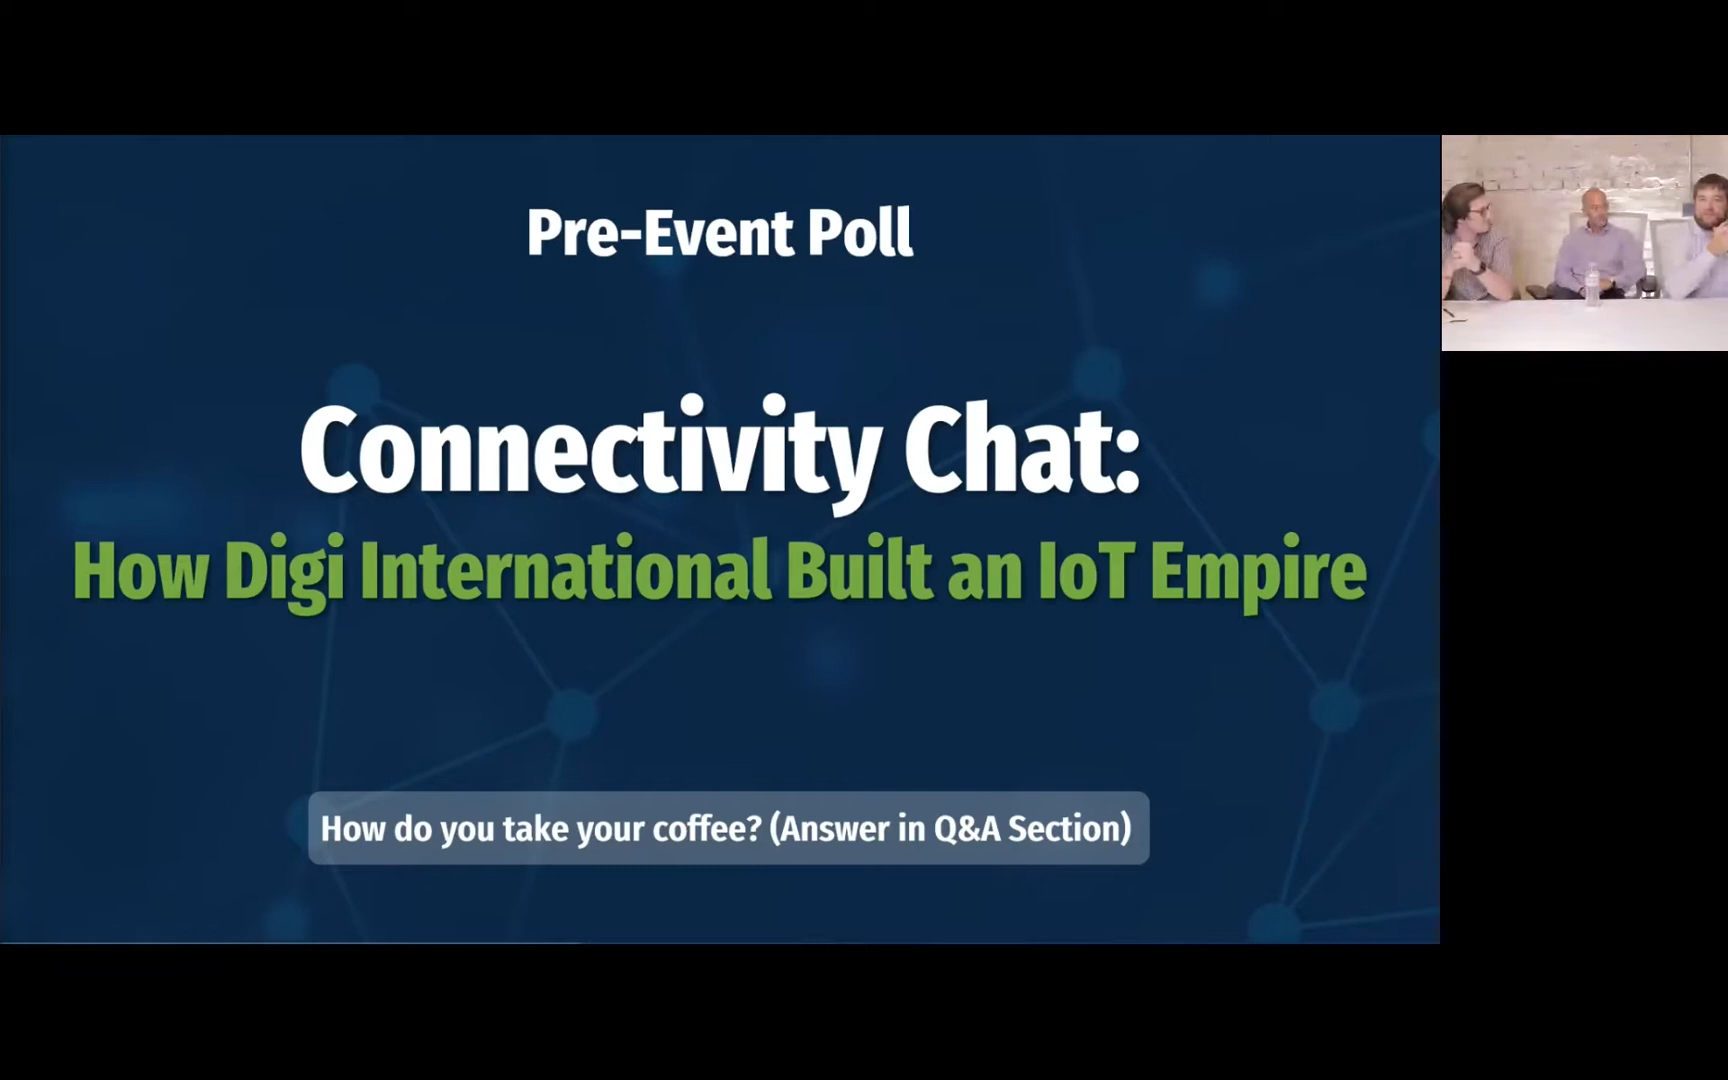 Pre-Event Poll
Connectivity Chat:
How Digi International Built an IoT Empire
How do you take your coffee? (Answer in Q&A Section)